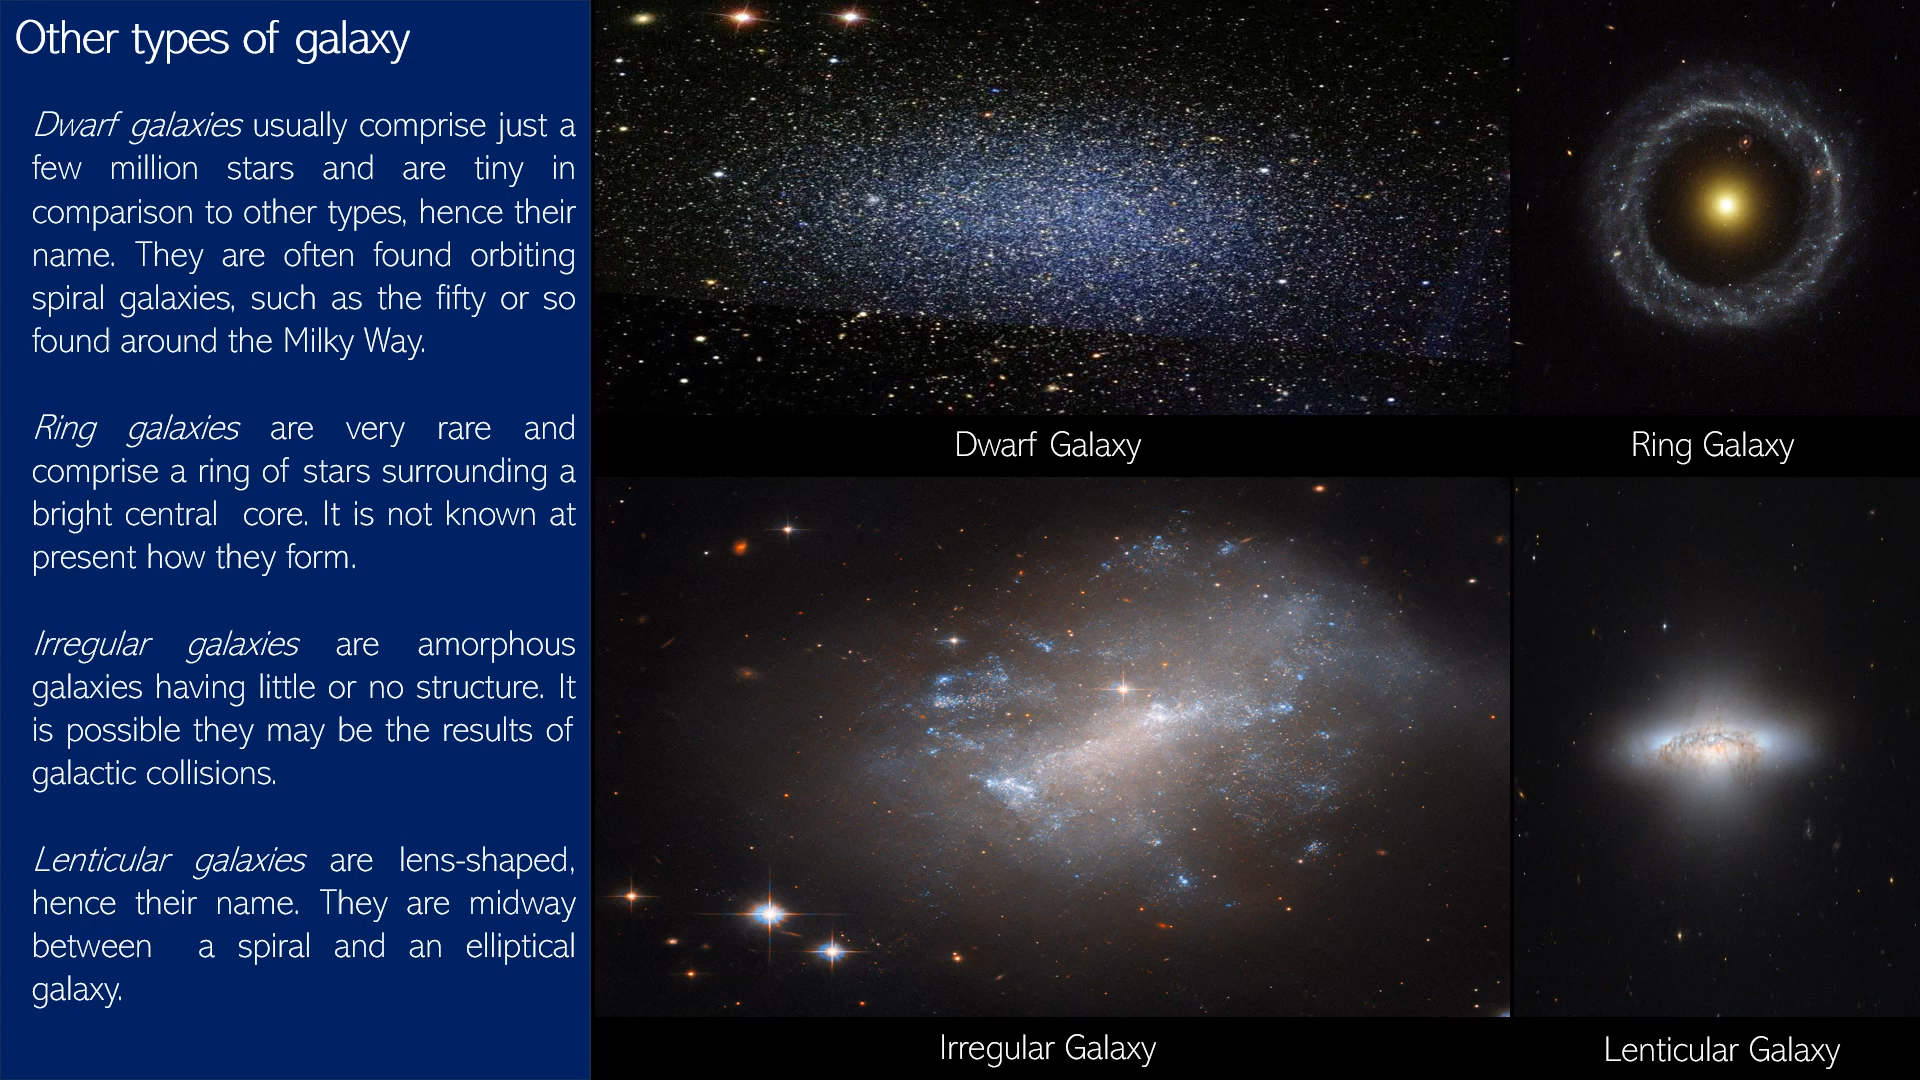 Other types of galaxy
Dwarf galaxies usually comprise just a
few million stars and are tiny in
comparison to other types, hence their
name. They are often found orbiting
spiral galaxies, such as the fifty or so
found around the Milky Way.
Ring galaxies are very rare and
comprise a ring of stars surrounding a
bright central core. It is not known at
present how they form.
Irregular galaxies are amorphous
galaxies having little or no structure. It
is possible they may be the results of
galactic collisions.
Lenticular galaxies are lens-shaped,
hence their name. They are midway
between a spiral and an elliptical
galaxy.
Dwarf Galaxy
Ring Galaxy
Irregular Galaxy
Lenticular Galaxy